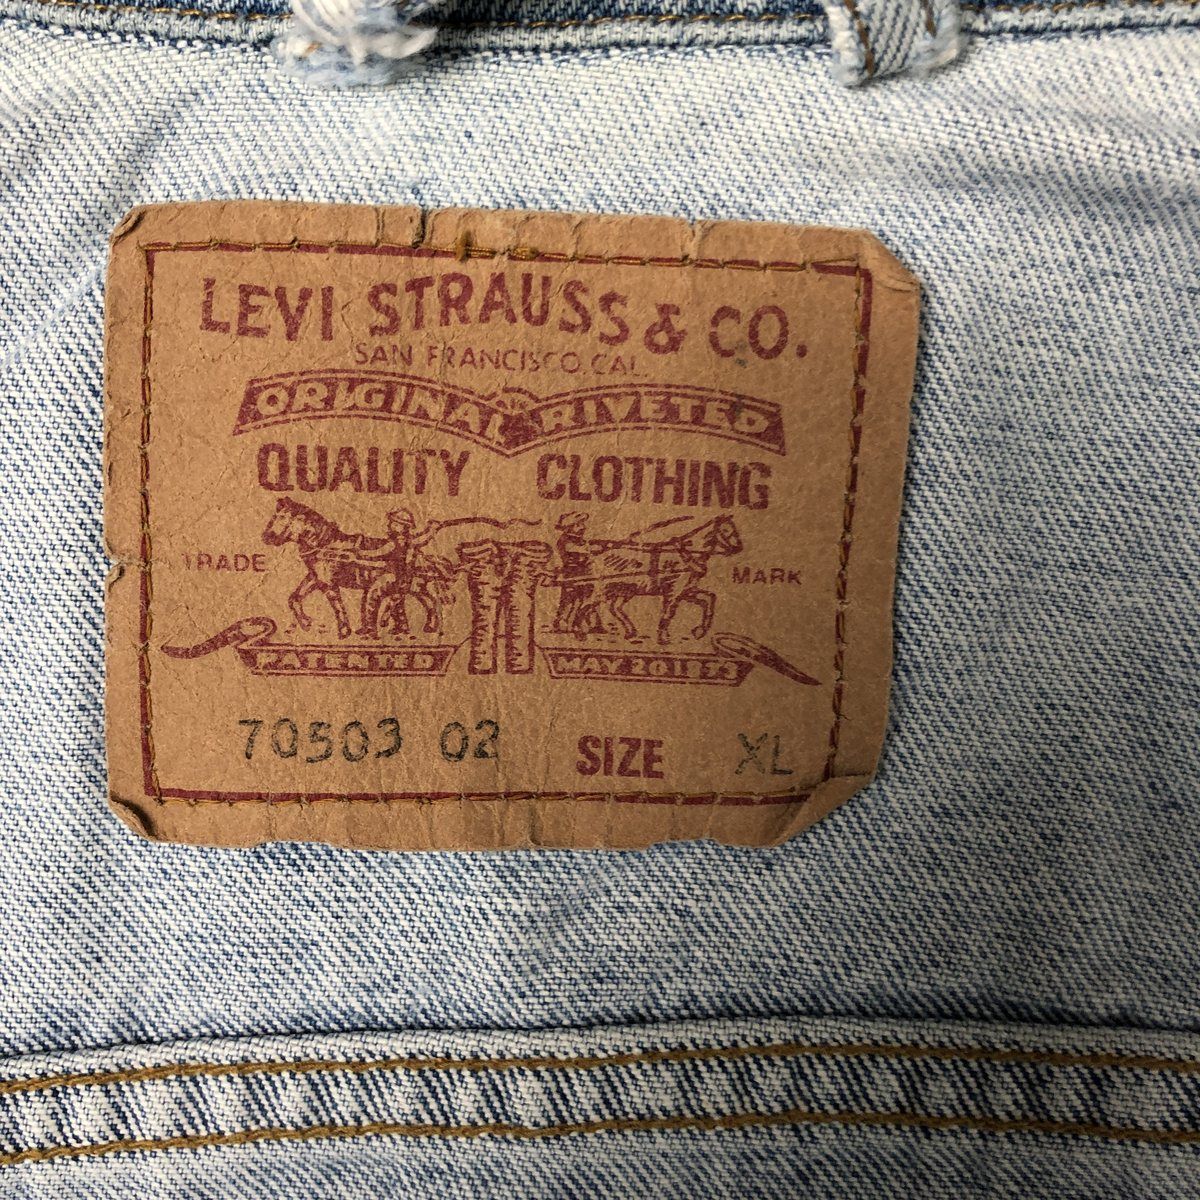 LEVI STRAUSS & CO.
SAN FRANCISCO, CAL.
ORIGINAL RIVETED
QUALITY CLOTHING
TRADE MARK
PATENTED MAY 20 1873
70503 02 SIZE XL